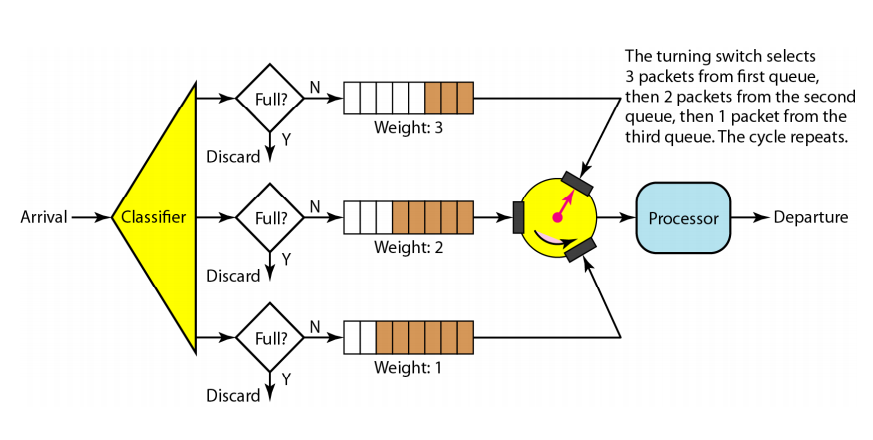 The turning switch selects
3 packets from first queue,
then 2 packets from the second
queue, then 1 packet from the
third queue. The cycle repeats.
Full?
N
Weight: 3
Y
Discard
Arrival
Classifier
Full?
N
Weight: 2
Y
Discard
Processor
Departure
Full?
N
Weight: 1
Y
Discard